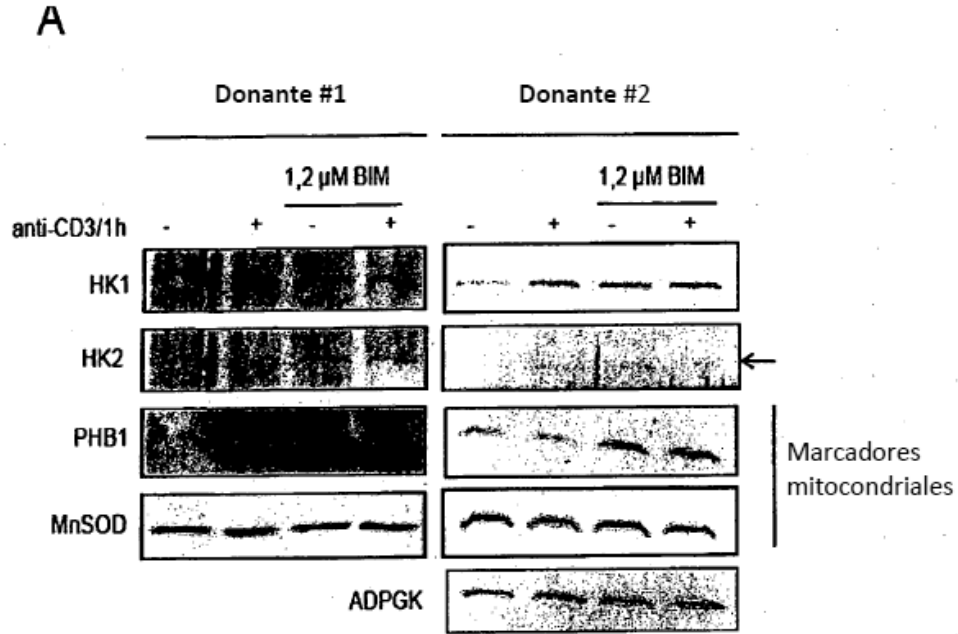 A
Donante #1 Donante #2
1,2 µM BIM 1,2 µM BIM
anti-CD3/1h - + - + - + - +
HK1
HK2
PHB1
Marcadores
mitocondriales
MnSOD
ADPGK